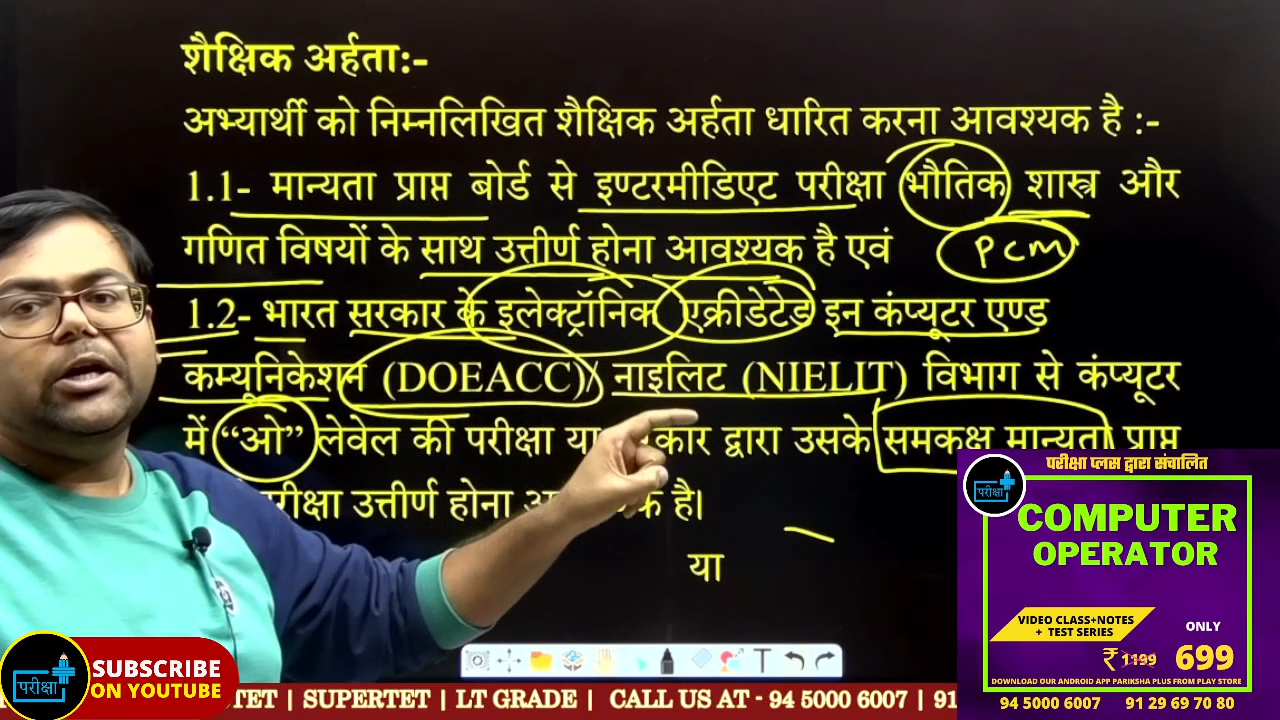 शैक्षिक अर्हता:-
अभ्यार्थी को निम्नलिखित शैक्षिक अर्हता धारित करना आवश्यक है :-
1.1- मान्यता प्राप्त बोर्ड से इण्टरमीडिएट परीक्षा भौतिक शास्त्र और
गणित विषयों के साथ उत्तीर्ण होना आवश्यक है एवं PCM
1.2- भारत सरकार के इलेक्ट्रॉनिक एक्रीडेटेड इन कंप्यूटर एण्ड
कम्यूनिकेशन (DOEACC)/ नाइलिट (NIELIT) विभाग से कंप्यूटर
में “ओ” लेवेल की परीक्षा या द्वारा उसके समकक्ष मान्यता प्राप्त
परीक्षा उत्तीर्ण होना है।
या
परीक्षा प्लस द्वारा संचालित
परीक्षा
COMPUTER
OPERATOR
VIDEO CLASS+NOTES
+ TEST SERIES
ONLY
₹1199 699
DOWNLOAD OUR ANDROID APP PARIKSHA PLUS FROM PLAY STORE
94 5000 6007 91 29 69 70 80
परीक्षा
SUBSCRIBE
ON YOUTUBE
TET | SUPERTET | LT GRADE | CALL US AT - 94 5000 6007 | 91